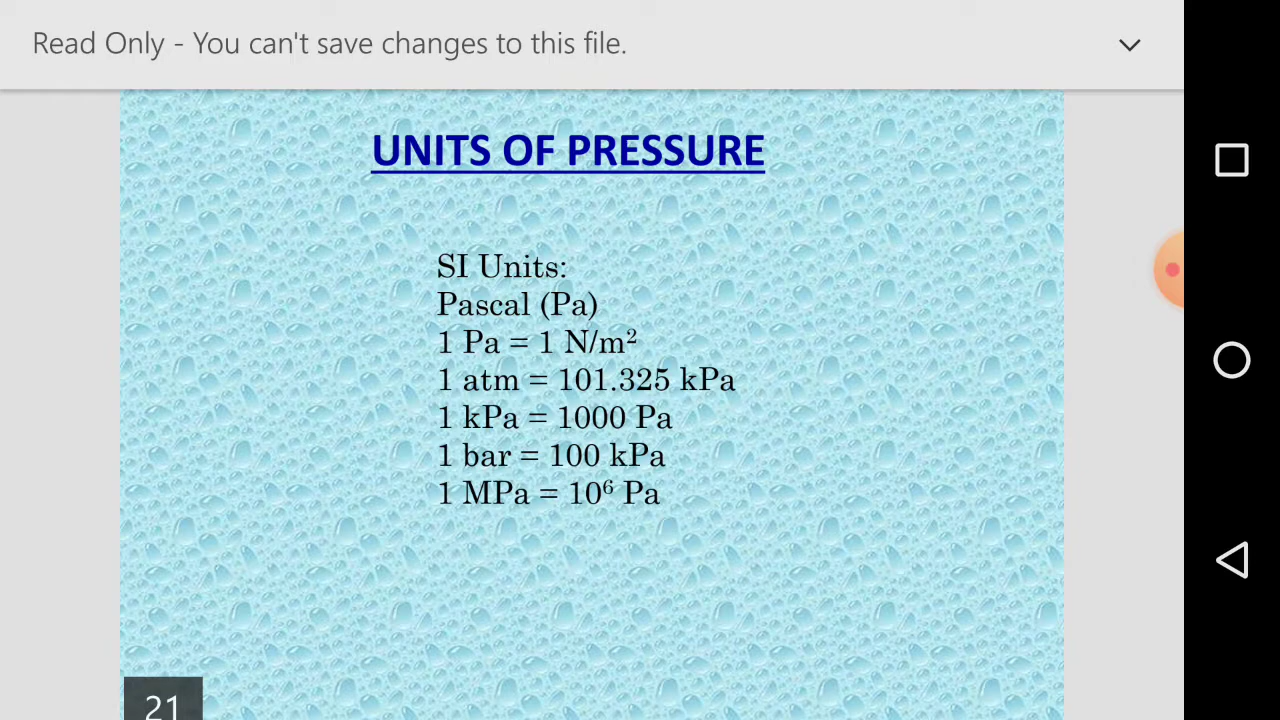 Read Only - You can't save changes to this file.
UNITS OF PRESSURE
SI Units:
Pascal (Pa)
1 Pa = 1 N/m²
1 atm = 101.325 kPa
1 kPa = 1000 Pa
1 bar = 100 kPa
1 MPa = 10⁶ Pa
21